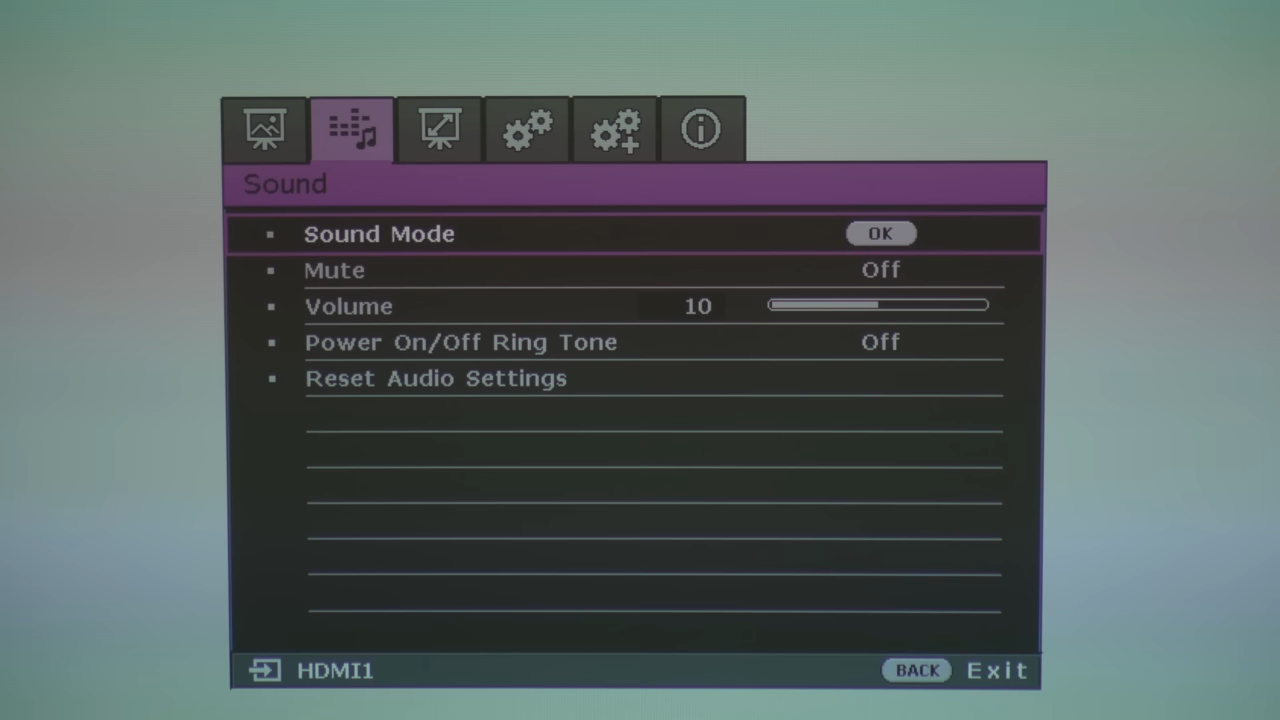 Sound
Sound Mode OK
Mute Off
Volume 10
Power On/Off Ring Tone Off
Reset Audio Settings
HDMI1 BACK Exit